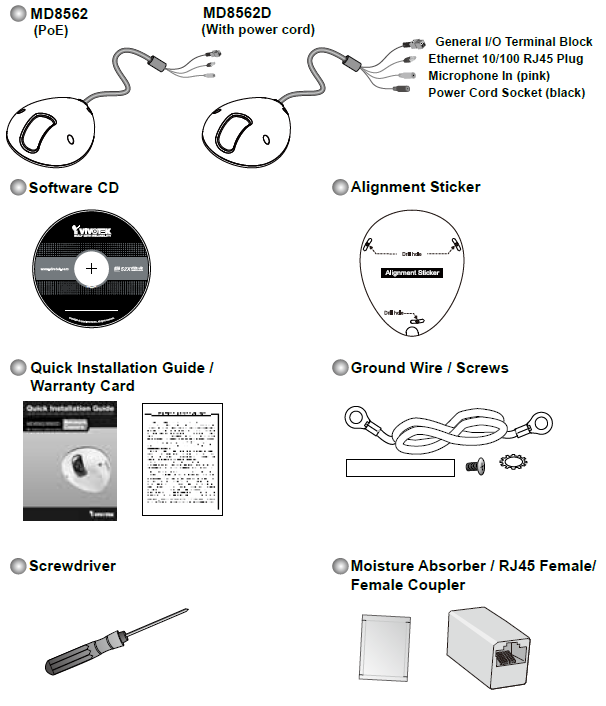 MD8562
(PoE)
MD8562D
(With power cord)
General I/O Terminal Block
Ethernet 10/100 RJ45 Plug
Microphone In (pink)
Power Cord Socket (black)
Software CD
Alignment Sticker
VIVOTEK
Drill hole
Alignment Sticker
Drill hole
Quick Installation Guide /
Warranty Card
Ground Wire / Screws
Quick Installation Guide
VIVOTEK
Screwdriver
Moisture Absorber / RJ45 Female/
Female Coupler